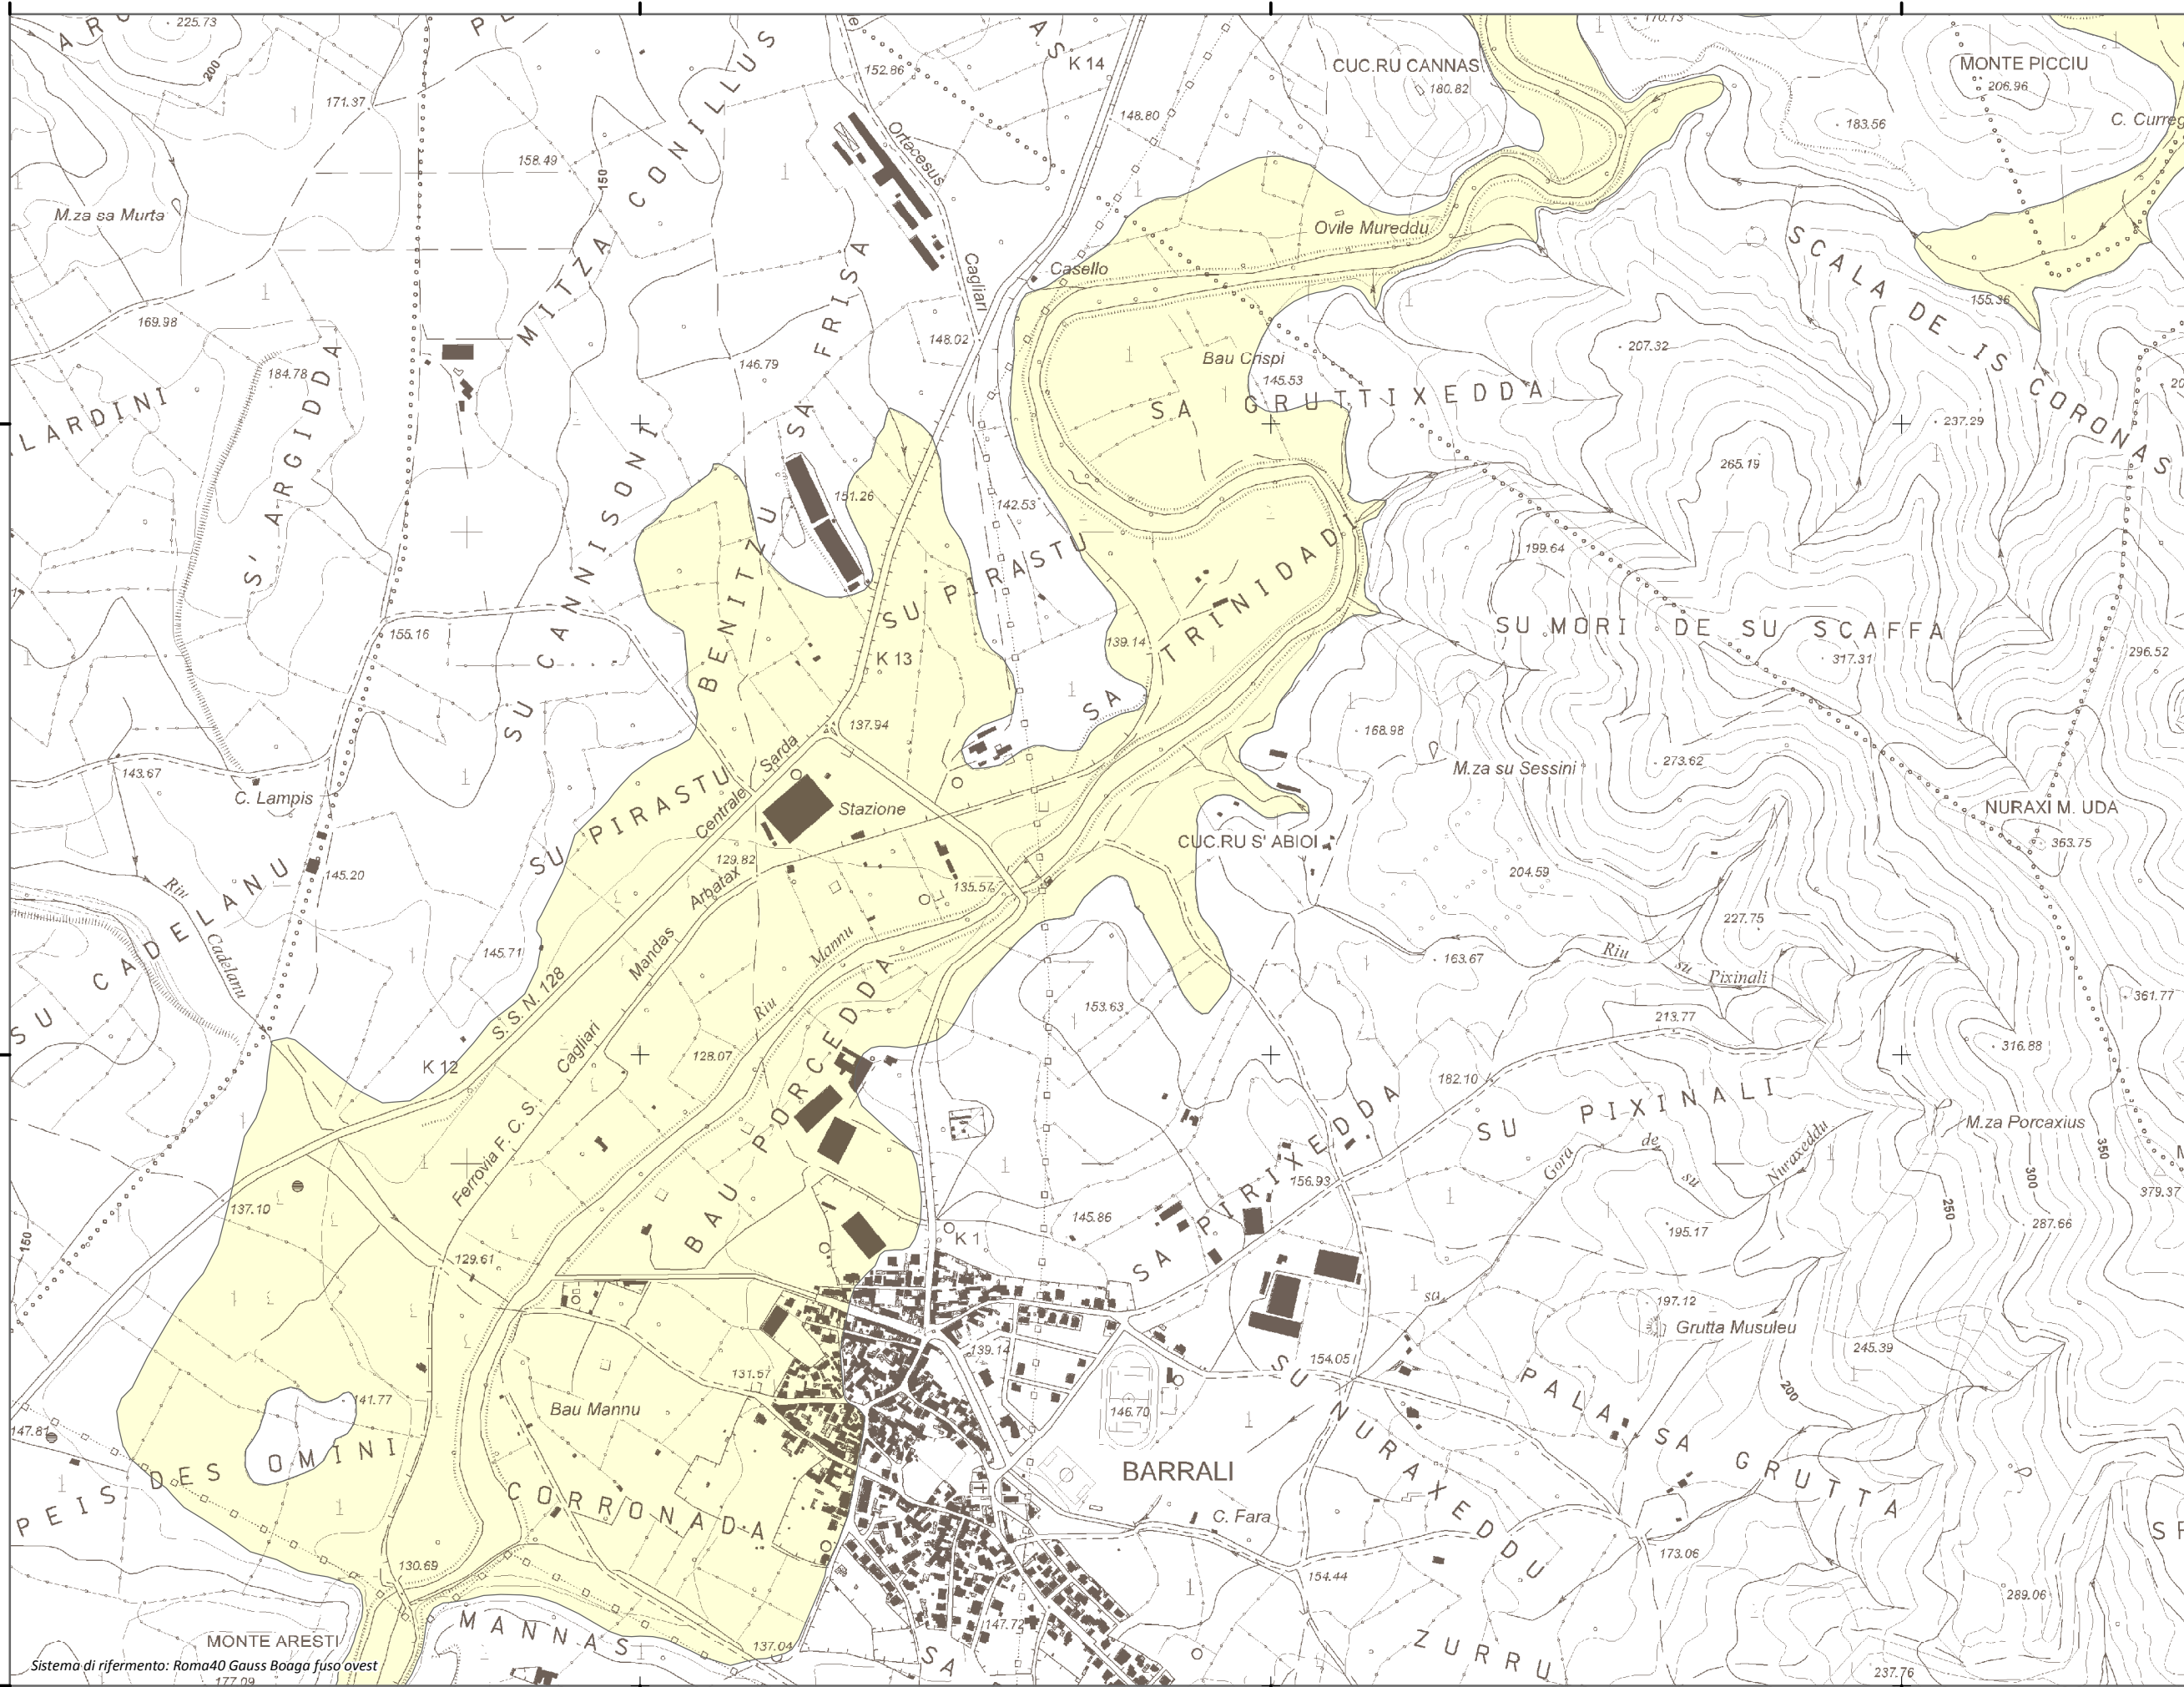 225.73
200
171.37
158.49
150
M.za sa Murta
169.98
184.78
LARDINI
S' ARGIDDA
MITZA CONILLUS
152.86
Ortacesus
Cagliari
K 14
148.80
CUC.RU CANNAS
180.82
170.73
MONTE PICCIU
206.96
183.56
Ovile Mureddu
Casello
148.02
146.79
SA FRISA
Bau Crispi
145.53
SA GRUTTIXEDDA
SCALA DE IS CORONAS
155.36
207.32
237.29
265.19
151.26
142.53
199.64
SU CANNISONI
BENITZU
SU PIRASTU
K 13
139.14
SA TRINIDADI
155.16
SU MORI DE SU SCAFFA
317.31
296.52
137.94
168.98
M.za su Sessini
273.62
143.67
C. Lampis
Centrale Sarda
Stazione
SU PIRASTU
129.82
Arbatax
CUC.RU S' ABIOI
NURAXI M. UDA
363.75
204.59
145.20
135.57
227.75
SU CADELANU
Riu Cadelanu
145.71
S.S.N. 128
Mandas
Riu Mannu
163.67
Riu su Pixinali
153.63
361.77
213.77
316.88
K 12
Cagliari
128.07
BAU PORCEDDA
182.10
SU PIXINALI
M.za Porcaxius
Ferrovia F. C. S.
Gora de su Nuraxeddu
350
300
250
379.37
137.10
SA PIRIXEDDA
156.93
145.86
K 1
195.17
287.66
150
129.61
sa
197.12
Grutta Musuleu
139.14
154.05
245.39
131.57
200
Bau Mannu
141.77
146.70
147.81
PEIS DES OMINI
CORRONADA
BARRALI
SU NURAXEDDU
PALA SA GRUTTA
C. Fara
130.69
154.44
173.06
289.06
MONTE ARESTI
MANNAS
137.04
147.72
SA
ZURRU
Sistema di rifermento: Roma40 Gauss Boaga fuso ovest
177.09
237.76